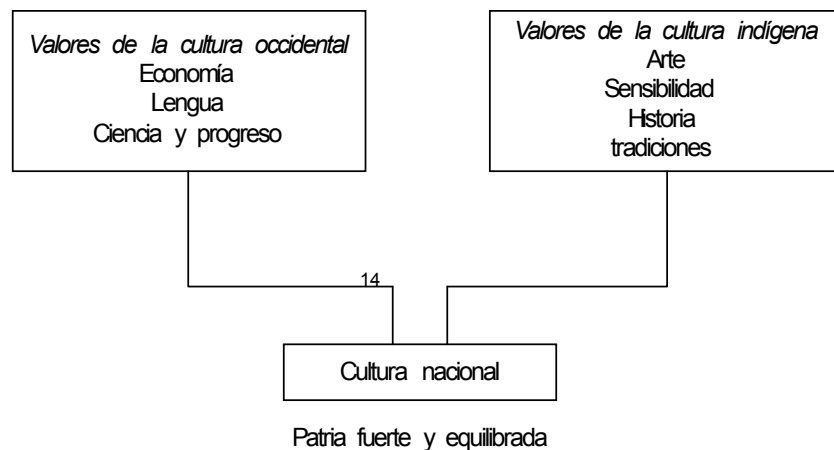 Valores de la cultura occidental
Economía
Lengua
Ciencia y progreso
Valores de la cultura indígena
Arte
Sensibilidad
Historia
tradiciones
14
Cultura nacional
Patria fuerte y equilibrada